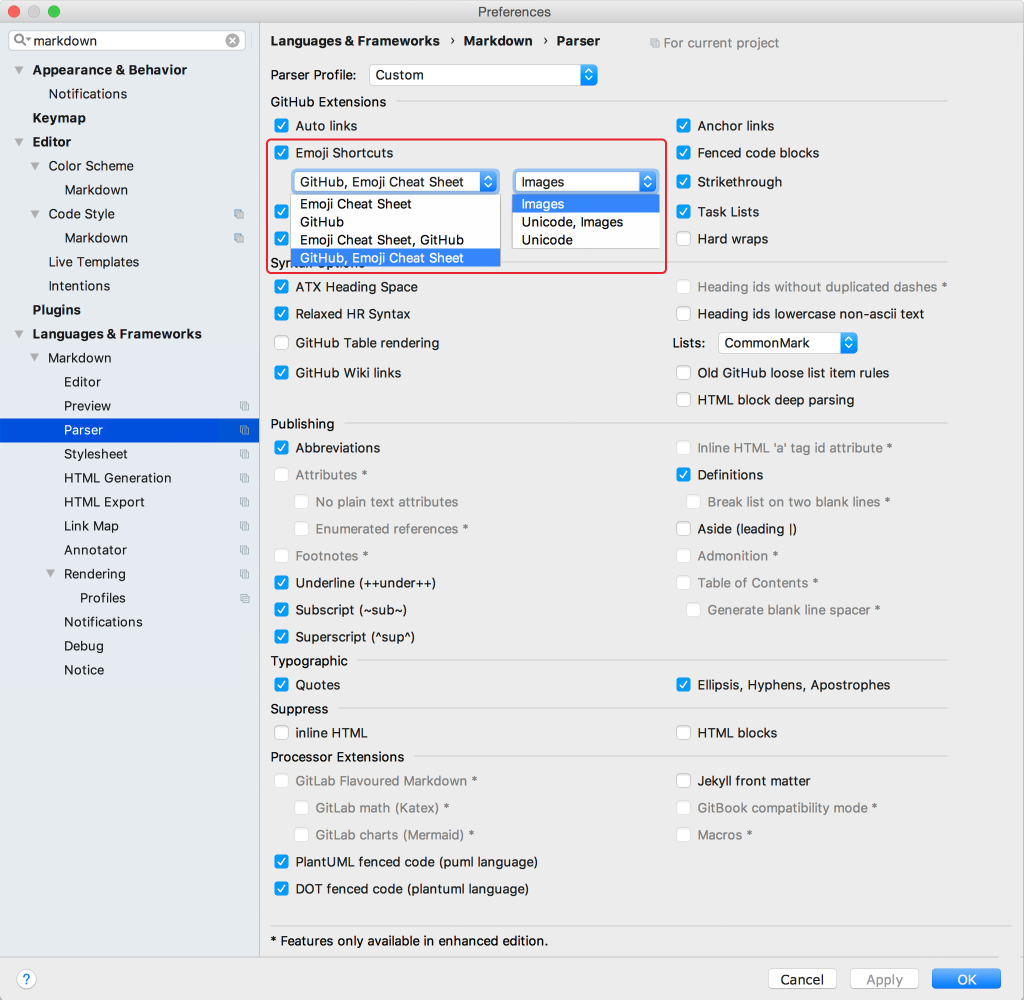 Preferences
markdown
Appearance & Behavior
Notifications
Keymap
Editor
Color Scheme
Markdown
Code Style
Markdown
Live Templates
Intentions
Plugins
Languages & Frameworks
Markdown
Editor
Preview
Parser
Stylesheet
HTML Generation
HTML Export
Link Map
Annotator
Rendering
Profiles
Notifications
Debug
Notice
Languages & Frameworks › Markdown › Parser
For current project
Parser Profile: Custom
GitHub Extensions
Auto links
Anchor links
Emoji Shortcuts
Fenced code blocks
GitHub, Emoji Cheat Sheet
Images
Strikethrough
Emoji Cheat Sheet
Images
GitHub
Unicode, Images
Task Lists
Emoji Cheat Sheet, GitHub
Unicode
Hard wraps
GitHub, Emoji Cheat Sheet
Syntax Options
ATX Heading Space
Heading ids without duplicated dashes *
Relaxed HR Syntax
Heading ids lowercase non-ascii text
GitHub Table rendering
Lists: CommonMark
GitHub Wiki links
Old GitHub loose list item rules
HTML block deep parsing
Publishing
Abbreviations
Inline HTML 'a' tag id attribute *
Attributes *
Definitions
No plain text attributes
Break list on two blank lines *
Enumerated references *
Aside (leading |)
Footnotes *
Admonition *
Underline (++under++)
Table of Contents *
Subscript (~sub~)
Generate blank line spacer *
Superscript (^sup^)
Typographic
Quotes
Ellipsis, Hyphens, Apostrophes
Suppress
inline HTML
HTML blocks
Processor Extensions
GitLab Flavoured Markdown *
Jekyll front matter
GitLab math (Katex) *
GitBook compatibility mode *
GitLab charts (Mermaid) *
Macros *
PlantUML fenced code (puml language)
DOT fenced code (plantuml language)
* Features only available in enhanced edition.
?
Cancel
Apply
OK